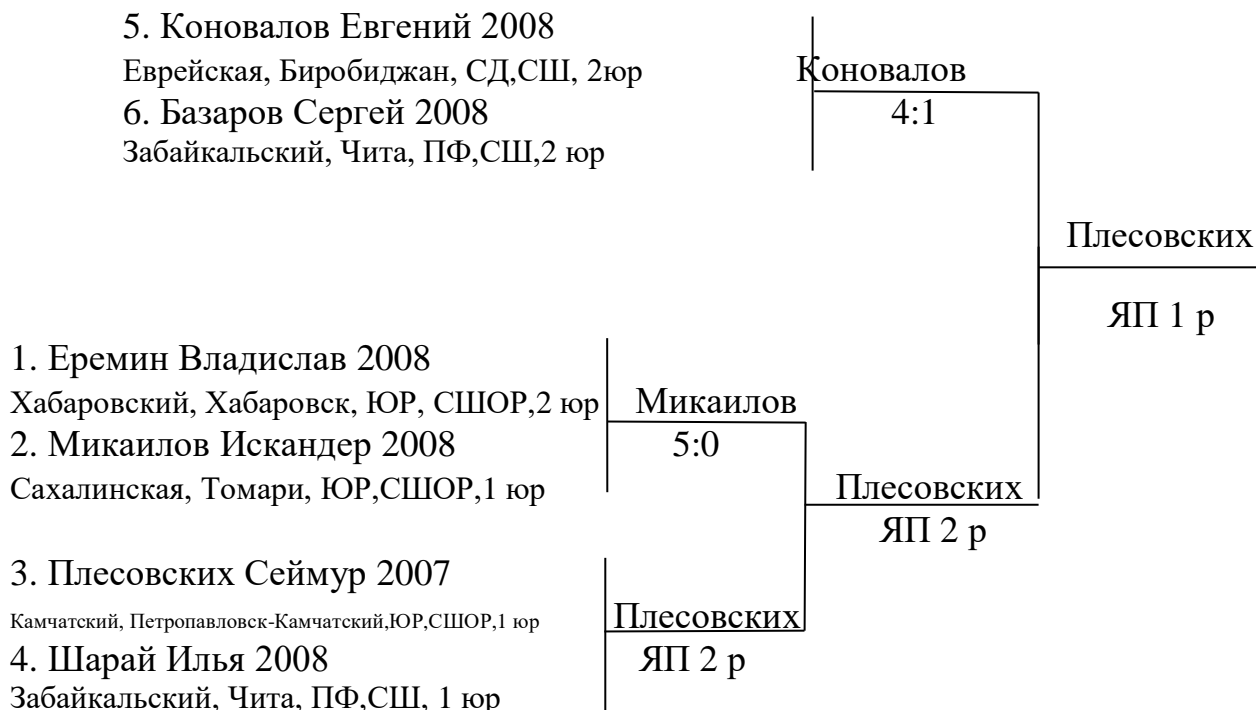 5. Коновалов Евгений 2008
Еврейская, Биробиджан, СД,СШ, 2юр
Коновалов
6. Базаров Сергей 2008
4:1
Забайкальский, Чита, ПФ,СШ,2 юр
Плесовских
ЯП 1 р
1. Еремин Владислав 2008
Хабаровский, Хабаровск, ЮР, СШОР,2 юр
Микаилов
2. Микаилов Искандер 2008
5:0
Сахалинская, Томари, ЮР,СШОР,1 юр
Плесовских
ЯП 2 р
3. Плесовских Сеймур 2007
Камчатский, Петропавловск-Камчатский,ЮР,СШОР,1 юр
Плесовских
4. Шарай Илья 2008
ЯП 2 р
Забайкальский, Чита, ПФ,СШ, 1 юр